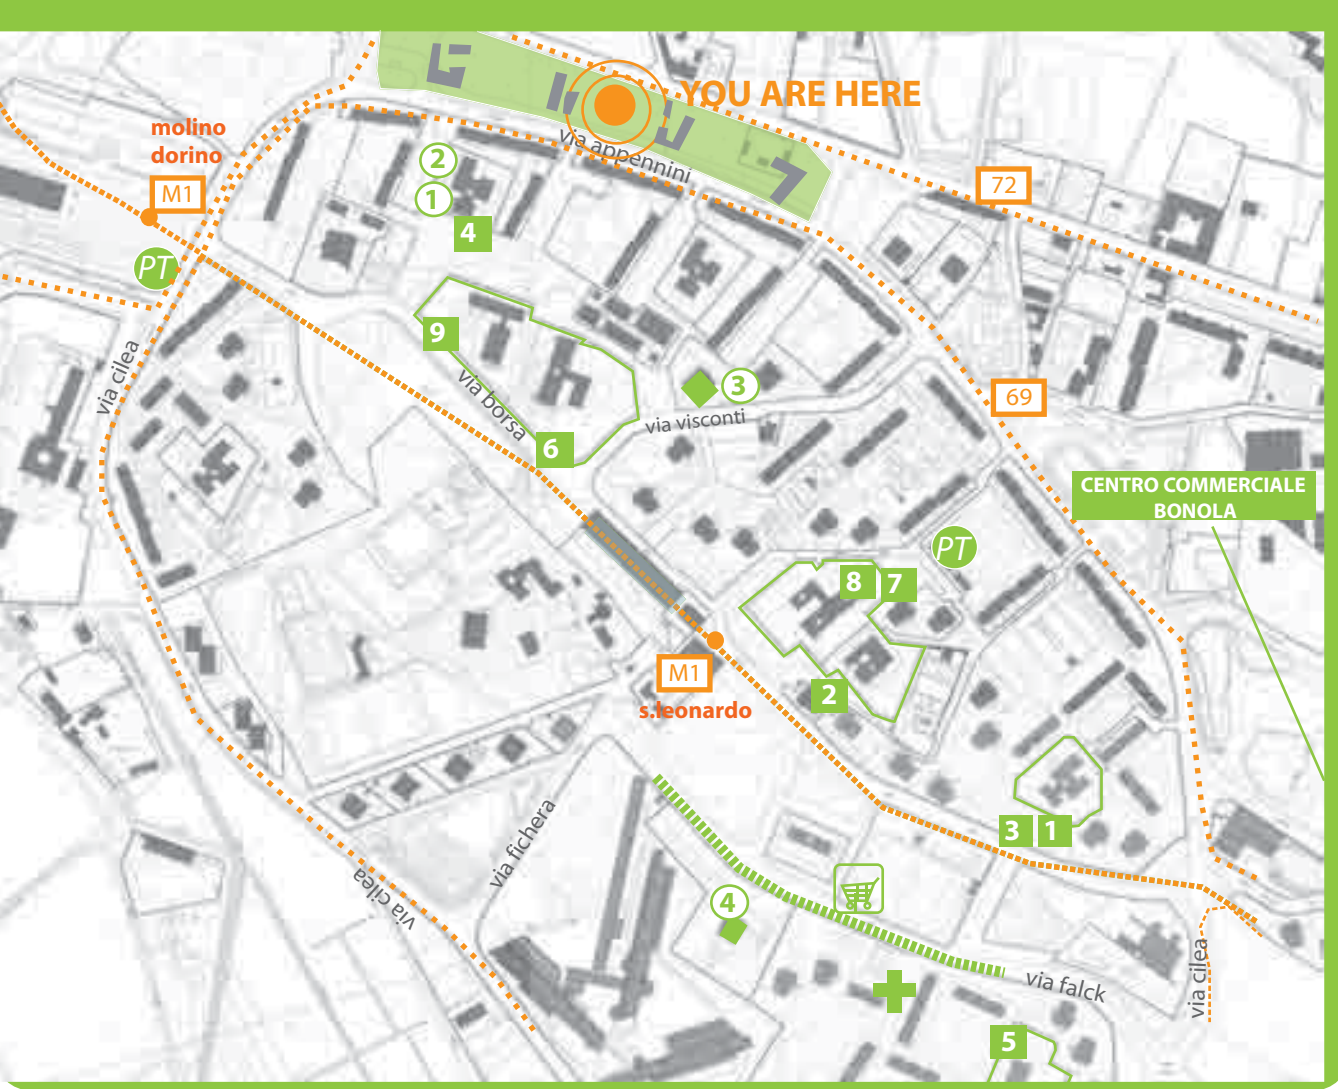 YOU ARE HERE
molino
dorino
M1
2
via appennini
1
72
4
PT
9
via cilea
via borsa
3
69
via visconti
6
CENTRO COMMERCIALE
BONOLA
PT
8
7
M1
2
s.leonardo
3
1
via fichera
via cilea
4
via falck
via cilea
5